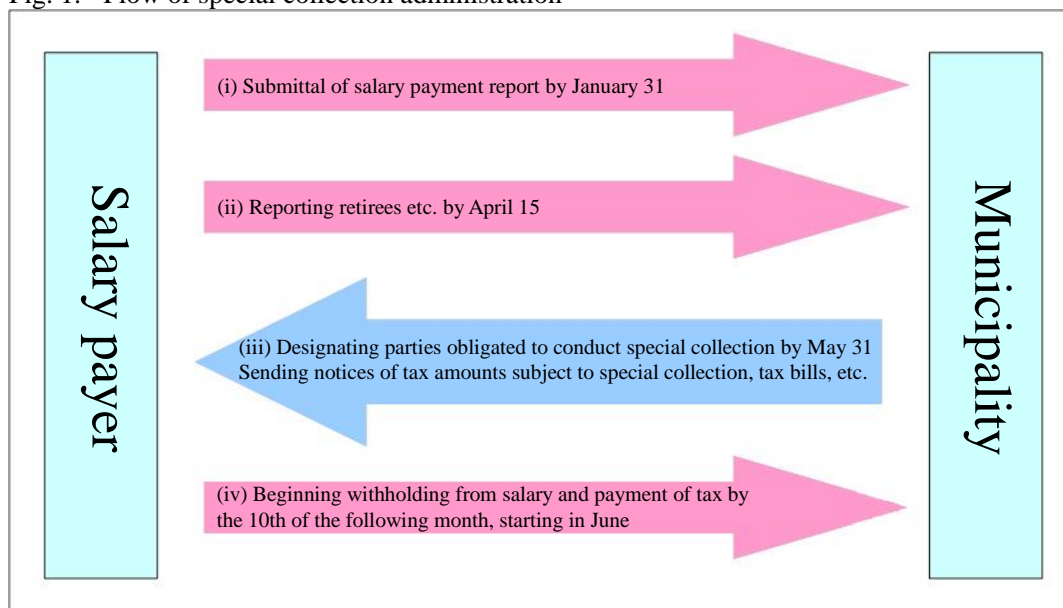 Fig. 1. Flow of special collection administration
Salary payer
(i) Submittal of salary payment report by January 31
(ii) Reporting retirees etc. by April 15
(iii) Designating parties obligated to conduct special collection by May 31
Sending notices of tax amounts subject to special collection, tax bills, etc.
(iv) Beginning withholding from salary and payment of tax by
the 10th of the following month, starting in June
Municipality